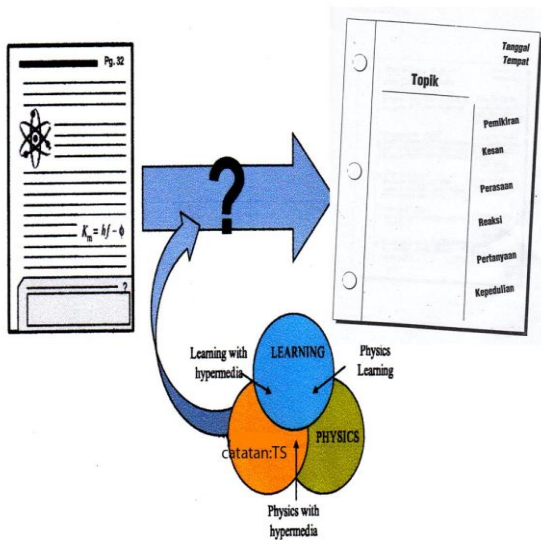 Pg. 32
Kₘ = hf – ϕ
?
?
Tanggal
Tempat
Topik
Pemikiran
Kesan
Perasaan
Reaksi
Pertanyaan
Kepedulian
LEARNING
Learning with
hypermedia
Physics
Learning
catatan:TS
PHYSICS
Physics with
hypermedia